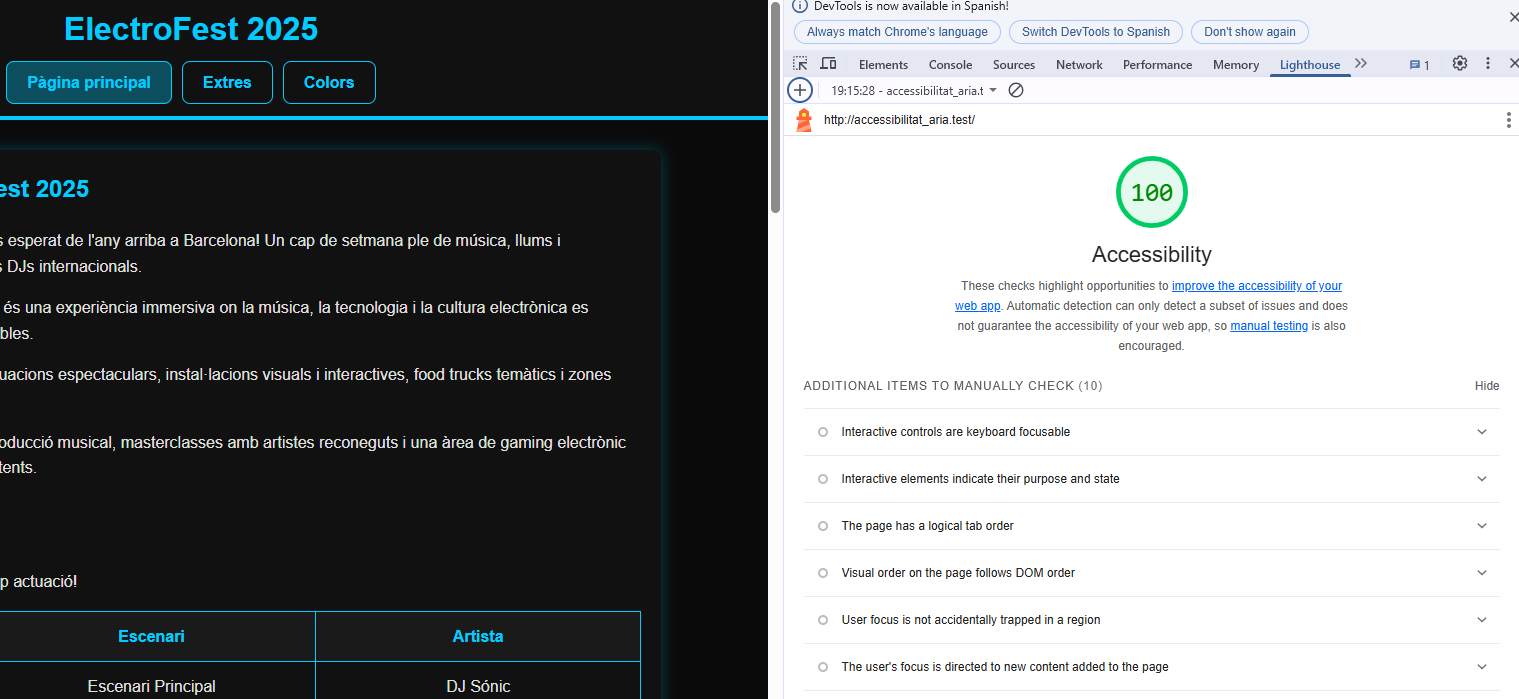 ElectroFest 2025
Pàgina principal
Extres
Colors
est 2025
s esperat de l'any arriba a Barcelona! Un cap de setmana ple de música, llums i
s DJs internacionals.
és una experiència immersiva on la música, la tecnologia i la cultura electrònica es
bles.
uacions espectaculars, instal·lacions visuals i interactives, food trucks temàtics i zones
oducció musical, masterclasses amb artistes reconeguts i una àrea de gaming electrònic
tents.
p actuació!
Escenari
Artista
Escenari Principal
DJ Sónic
DevTools is now available in Spanish!
Always match Chrome's language
Switch DevTools to Spanish
Don't show again
Elements
Console
Sources
Network
Performance
Memory
Lighthouse
1
19:15:28 - accessibilitat_aria.t
http://accessibilitat_aria.test/
100
Accessibility
These checks highlight opportunities to improve the accessibility of your
web app. Automatic detection can only detect a subset of issues and does
not guarantee the accessibility of your web app, so manual testing is also
encouraged.
ADDITIONAL ITEMS TO MANUALLY CHECK (10)
Hide
Interactive controls are keyboard focusable
Interactive elements indicate their purpose and state
The page has a logical tab order
Visual order on the page follows DOM order
User focus is not accidentally trapped in a region
The user's focus is directed to new content added to the page